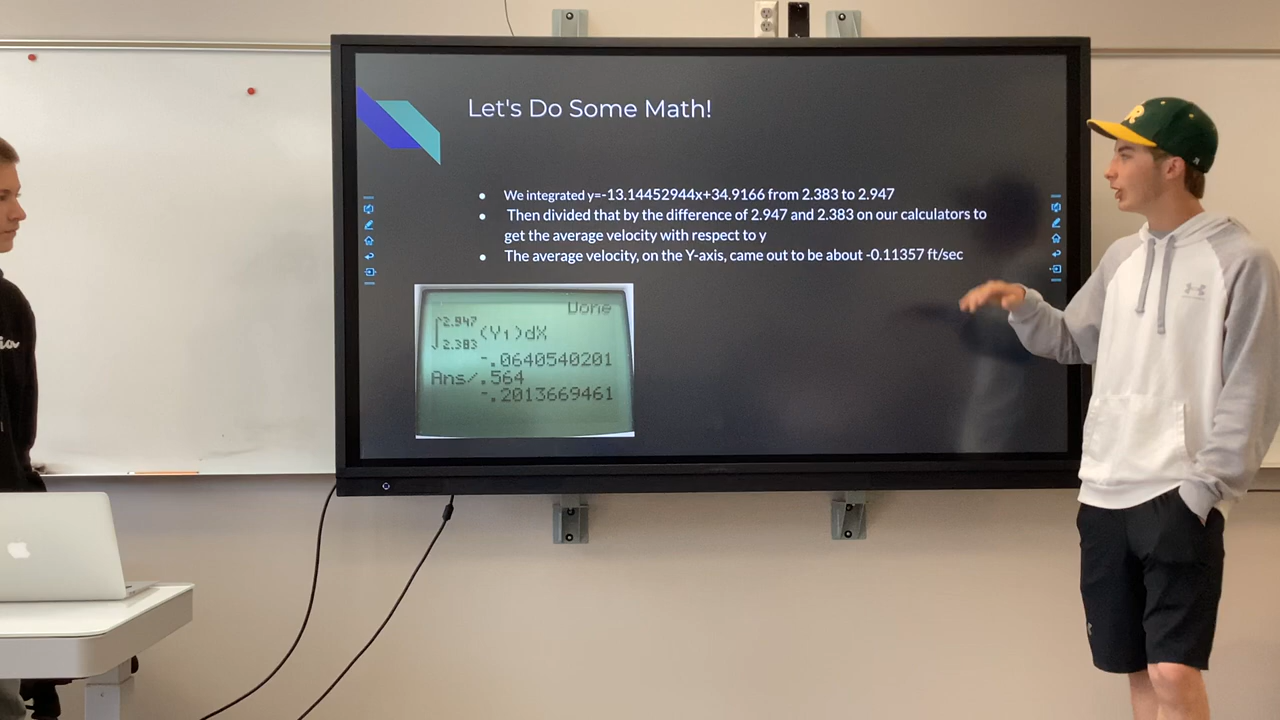 Let's Do Some Math!
We integrated y=-13.14452944x+34.9166 from 2.383 to 2.947
Then divided that by the difference of 2.947 and 2.383 on our calculators to
get the average velocity with respect to y
The average velocity, on the Y-axis, came out to be about -0.11357 ft/sec
Done
∫2.947
2.383 (Y1)dX
-.0640540201
Ans/.564
-.2013669461
R